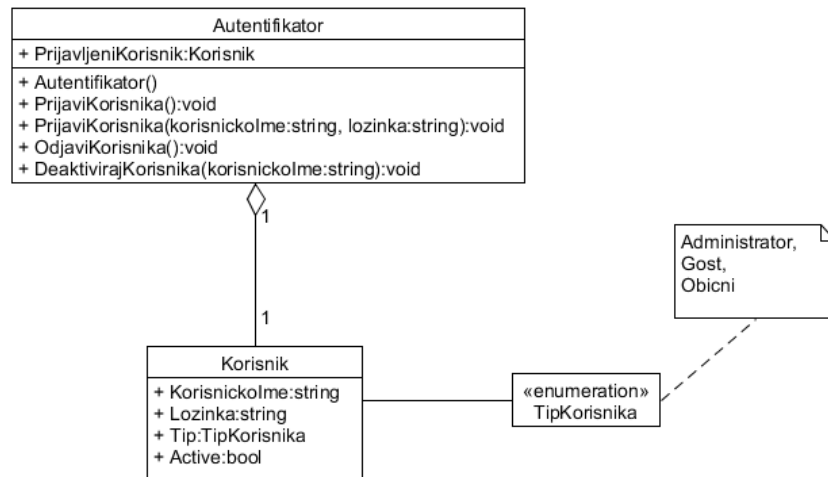 Autentifikator
+ PrijavljeniKorisnik:Korisnik
+ Autentifikator()
+ PrijaviKorisnika():void
+ PrijaviKorisnika(korisnickoIme:string, lozinka:string):void
+ OdjaviKorisnika():void
+ DeaktivirajKorisnika(korisnickoIme:string):void
1
1
Administrator,
Gost,
Obicni
Korisnik
+ KorisnickoIme:string
+ Lozinka:string
+ Tip:TipKorisnika
+ Active:bool
«enumeration»
TipKorisnika